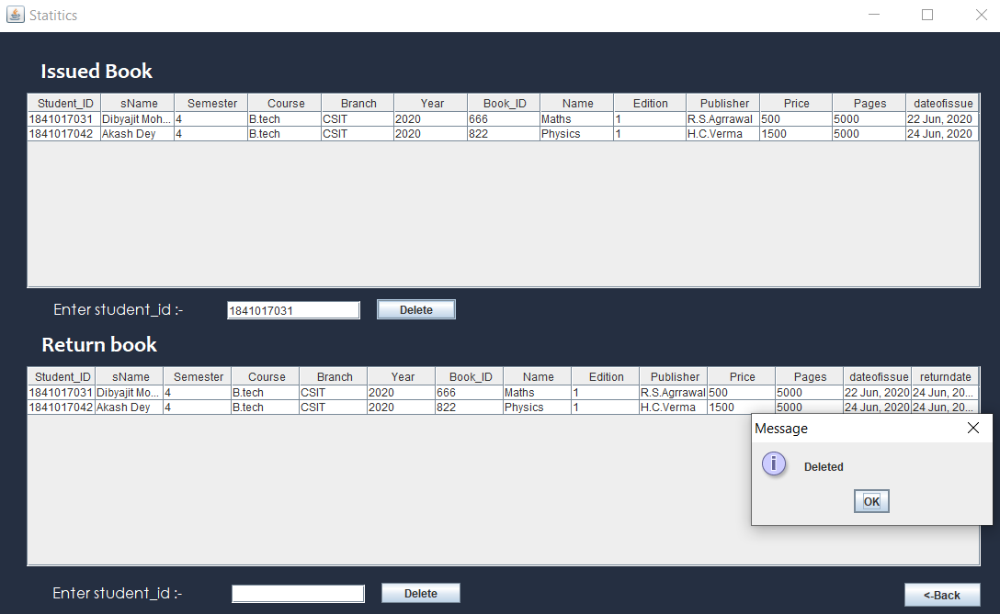 Statitics
Issued Book
Student_ID sName Semester Course Branch Year Book_ID Name Edition Publisher Price Pages dateofissue
1841017031 Dibyajit Moh... 4 B.tech CSIT 2020 666 Maths 1 R.S.Agrrawal 500 5000 22 Jun, 2020
1841017042 Akash Dey 4 B.tech CSIT 2020 822 Physics 1 H.C.Verma 1500 5000 24 Jun, 2020
Enter student_id :- 1841017031 Delete
Return book
Student_ID sName Semester Course Branch Year Book_ID Name Edition Publisher Price Pages dateofissue returndate
1841017031 Dibyajit Mo... 4 B.tech CSIT 2020 666 Maths 1 R.S.Agrrawal 500 5000 22 Jun, 2020 24 Jun, 20...
1841017042 Akash Dey 4 B.tech CSIT 2020 822 Physics 1 H.C.Verma 1500 5000 24 Jun, 2020 24 Jun, 20...
Message
Deleted
OK
Enter student_id :- Delete
<-Back